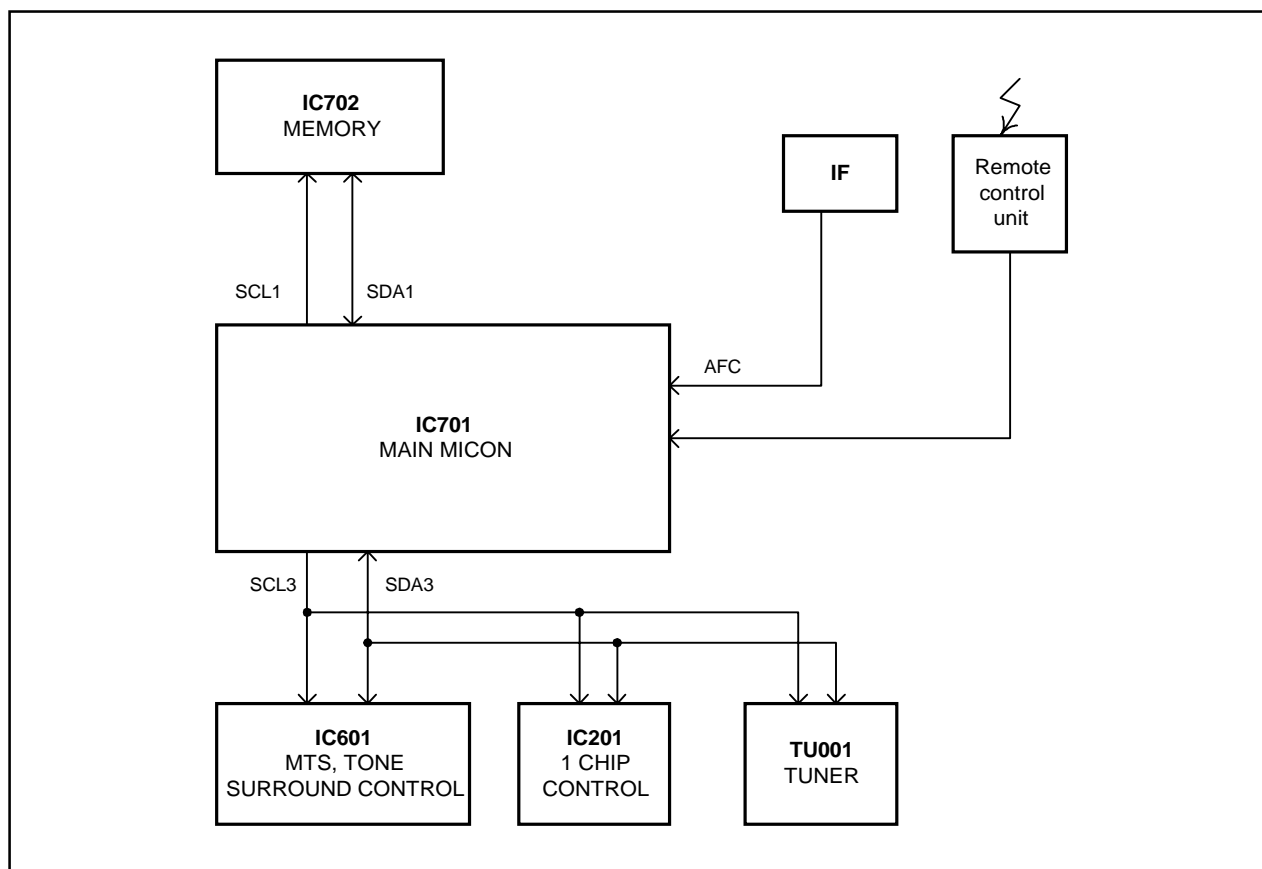 IC702
MEMORY
IF
Remote
control
unit
SCL1
SDA1
AFC
IC701
MAIN MICON
SCL3
SDA3
IC601
MTS, TONE
SURROUND CONTROL
IC201
1 CHIP
CONTROL
TU001
TUNER